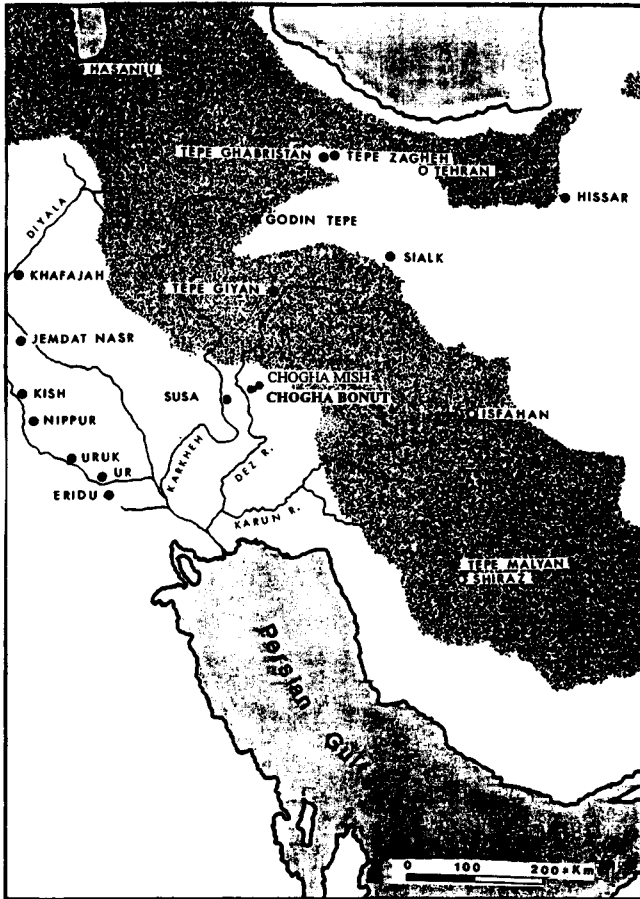 HASANLU
TEPE GHABRISTAN
TEPE ZAGHEH
TEHRAN
HISSAR
DIYALA
GODIN TEPE
SIALK
KHAFAJAH
TEPE GIYAN
JEMDAT NASR
CHOGHA MISH
KISH
SUSA
CHOGHA BONUT
NIPPUR
ISFAHAN
URUK
UR
KARKHEH
DEZ R.
ERIDU
KARUN R.
TEPE MALYAN
SHIRAZ
Persian
Gulf
0 100 200 Km